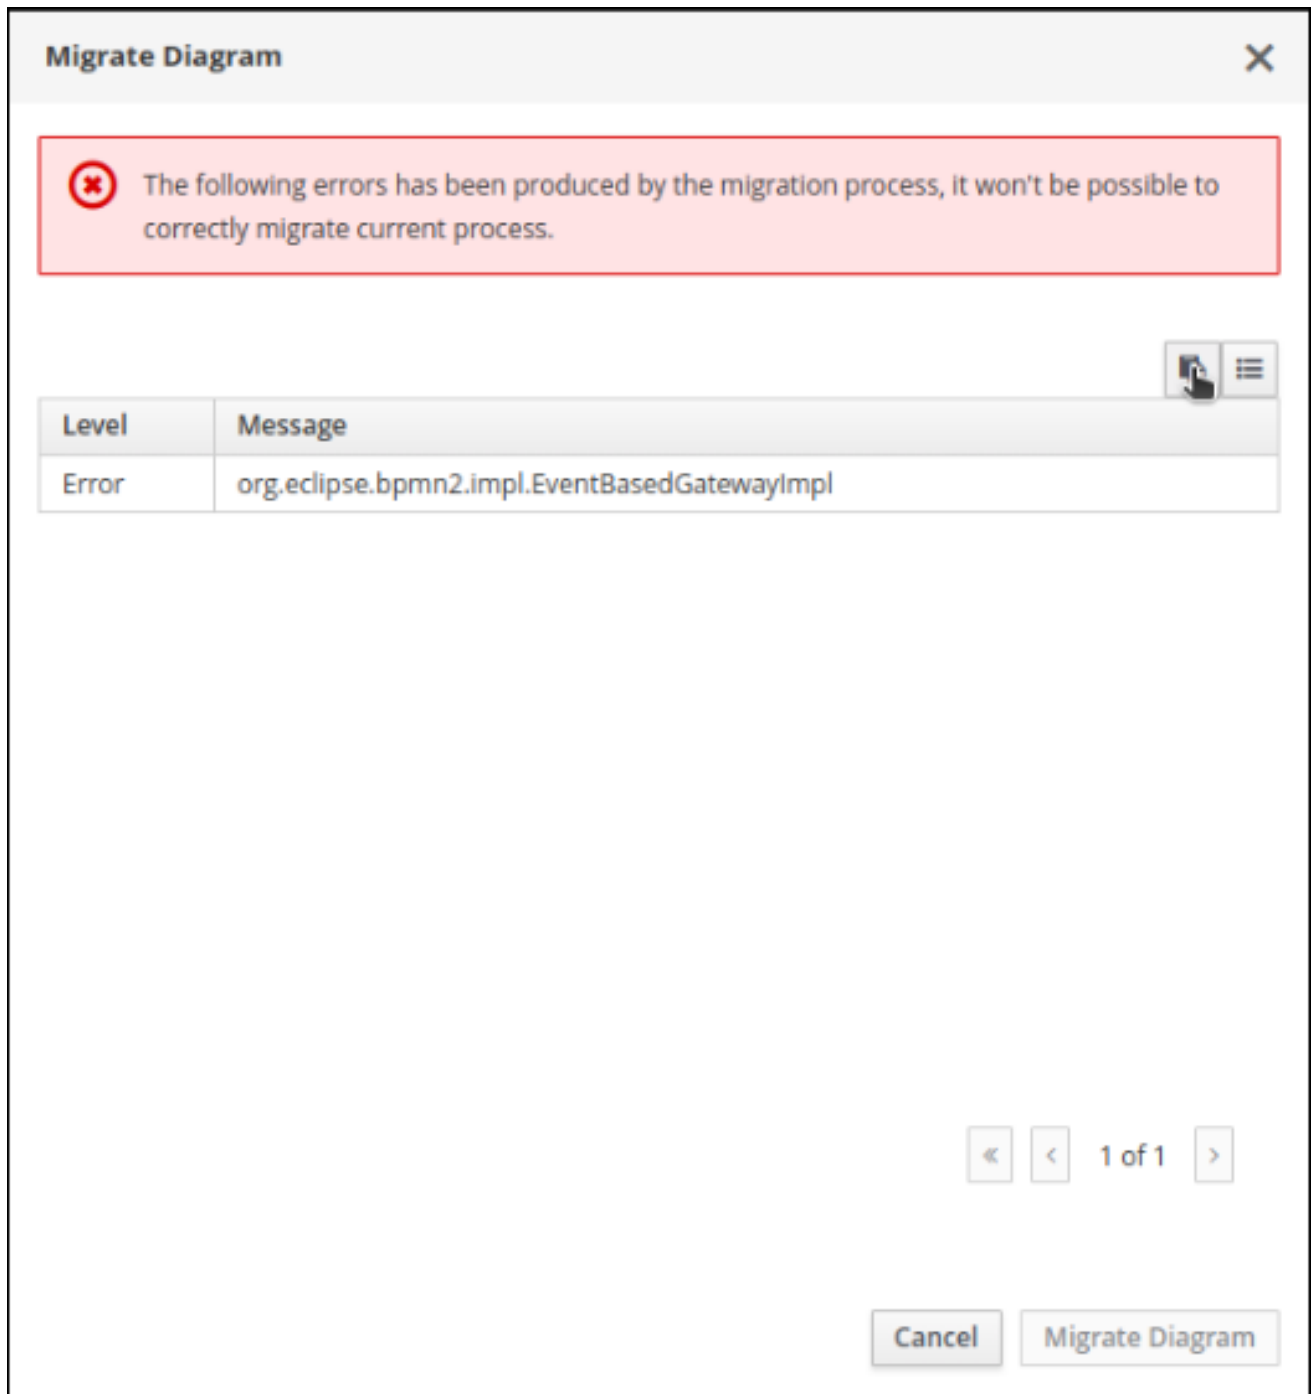 Migrate Diagram
The following errors has been produced by the migration process, it won't be possible to
correctly migrate current process.
Level Message
Error org.eclipse.bpmn2.impl.EventBasedGatewayImpl
1 of 1
Cancel Migrate Diagram